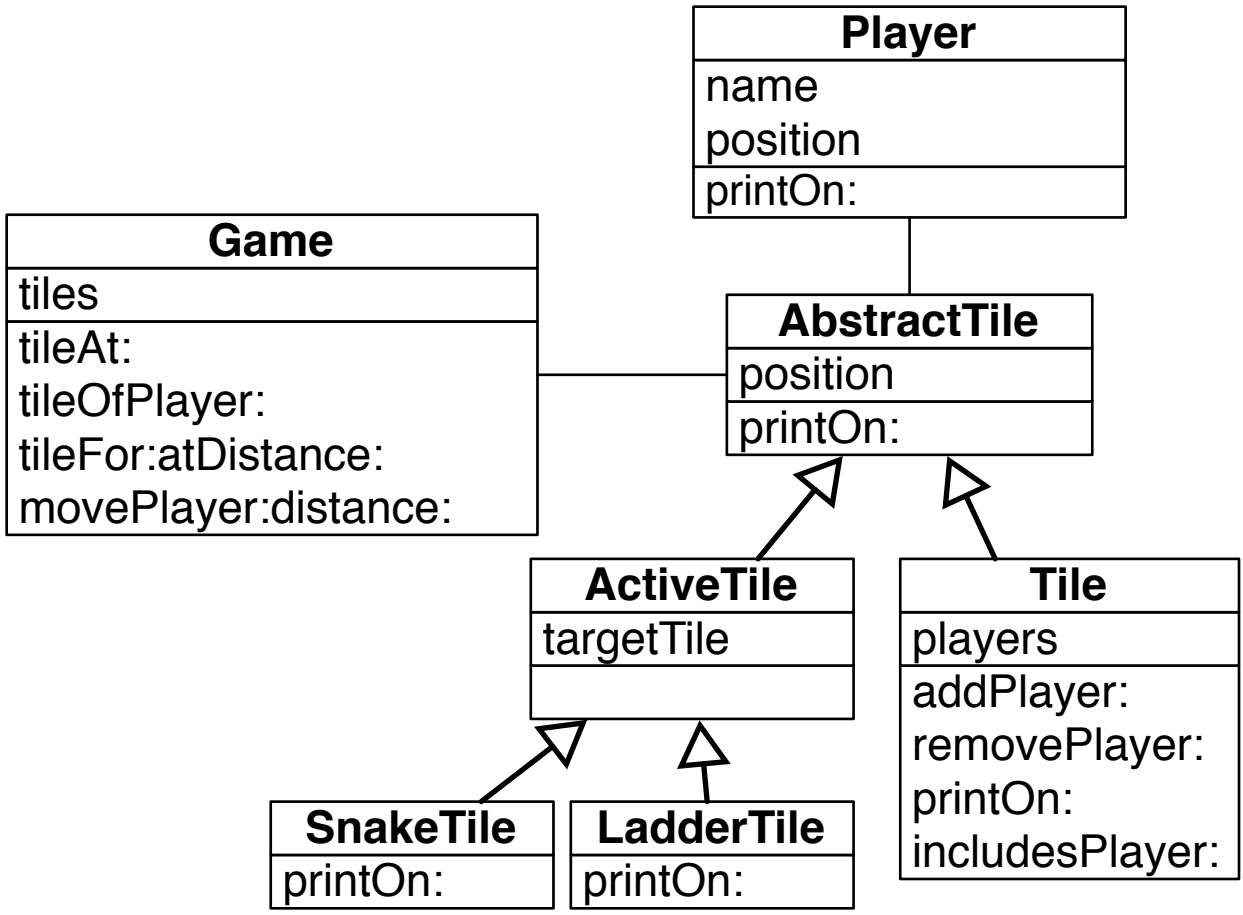 Player
name
position
printOn:
Game
tiles
tileAt:
tileOfPlayer:
tileFor:atDistance:
movePlayer:distance:
AbstractTile
position
printOn:
ActiveTile
targetTile
Tile
players
addPlayer:
removePlayer:
printOn:
includesPlayer:
SnakeTile
printOn:
LadderTile
printOn: